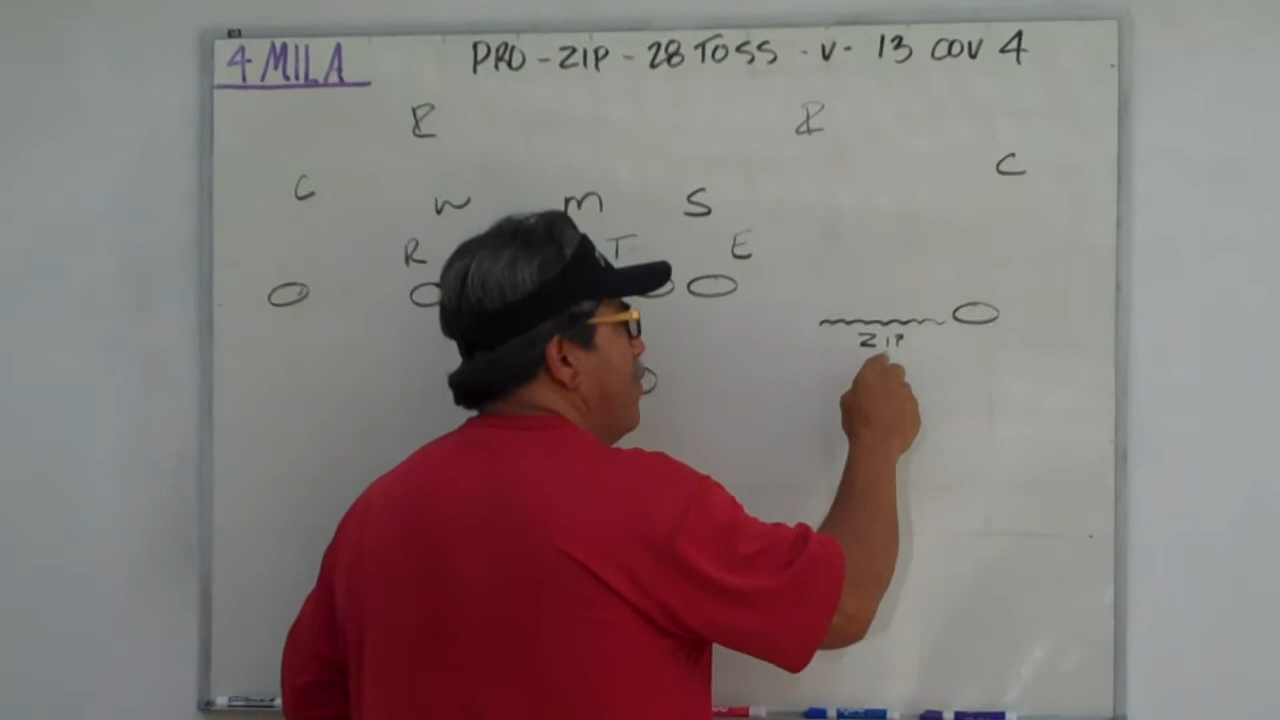 4 MILA
PRO - ZIP - 28 TOSS - V - 13 COV 4
C
C
W M S
R T E
ZIP